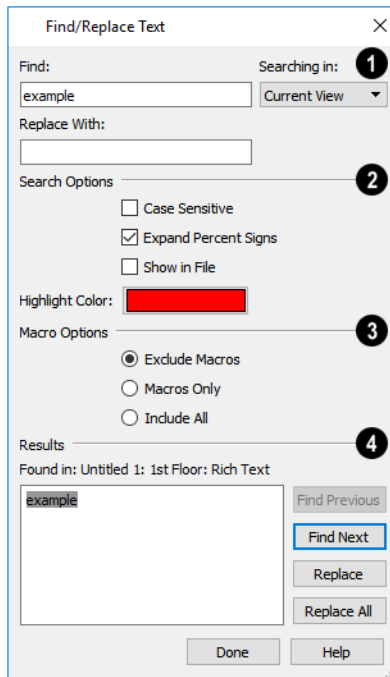 Find/Replace Text
Find:
Searching in:
1
example
Current View
Replace With:
Search Options
2
Case Sensitive
Expand Percent Signs
Show in File
Highlight Color:
Macro Options
3
Exclude Macros
Macros Only
Include All
Results
4
Found in: Untitled 1: 1st Floor: Rich Text
example
Find Previous
Find Next
Replace
Replace All
Done
Help